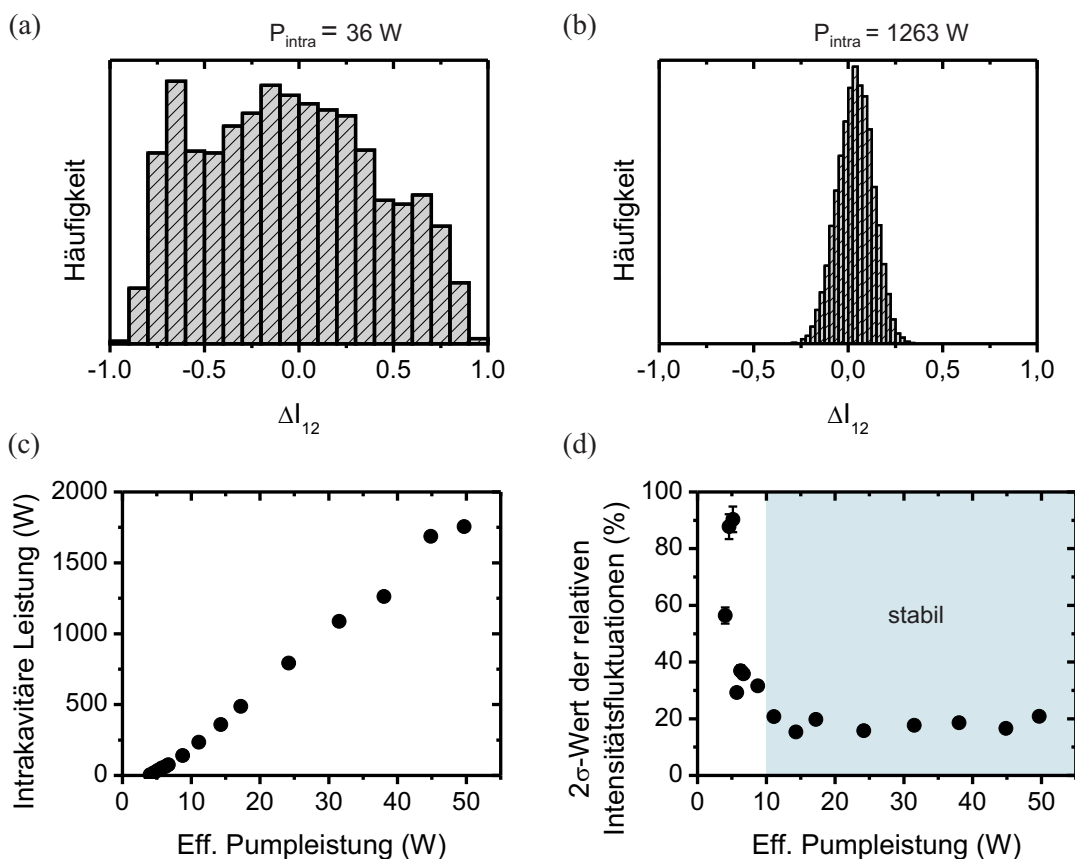 (a)
P_intra = 36 W
Häufigkeit
-1.0 -0.5 0.0 0.5 1.0
ΔI_12
(b)
P_intra = 1263 W
Häufigkeit
-1,0 -0,5 0,0 0,5 1,0
ΔI_12
(c)
Intrakavitäre Leistung (W)
2000
1500
1000
500
0
0 10 20 30 40 50
Eff. Pumpleistung (W)
(d)
2σ-Wert der relativen
Intensitätsfluktuationen (%)
100
80
60
40
20
0
stabil
0 10 20 30 40 50
Eff. Pumpleistung (W)